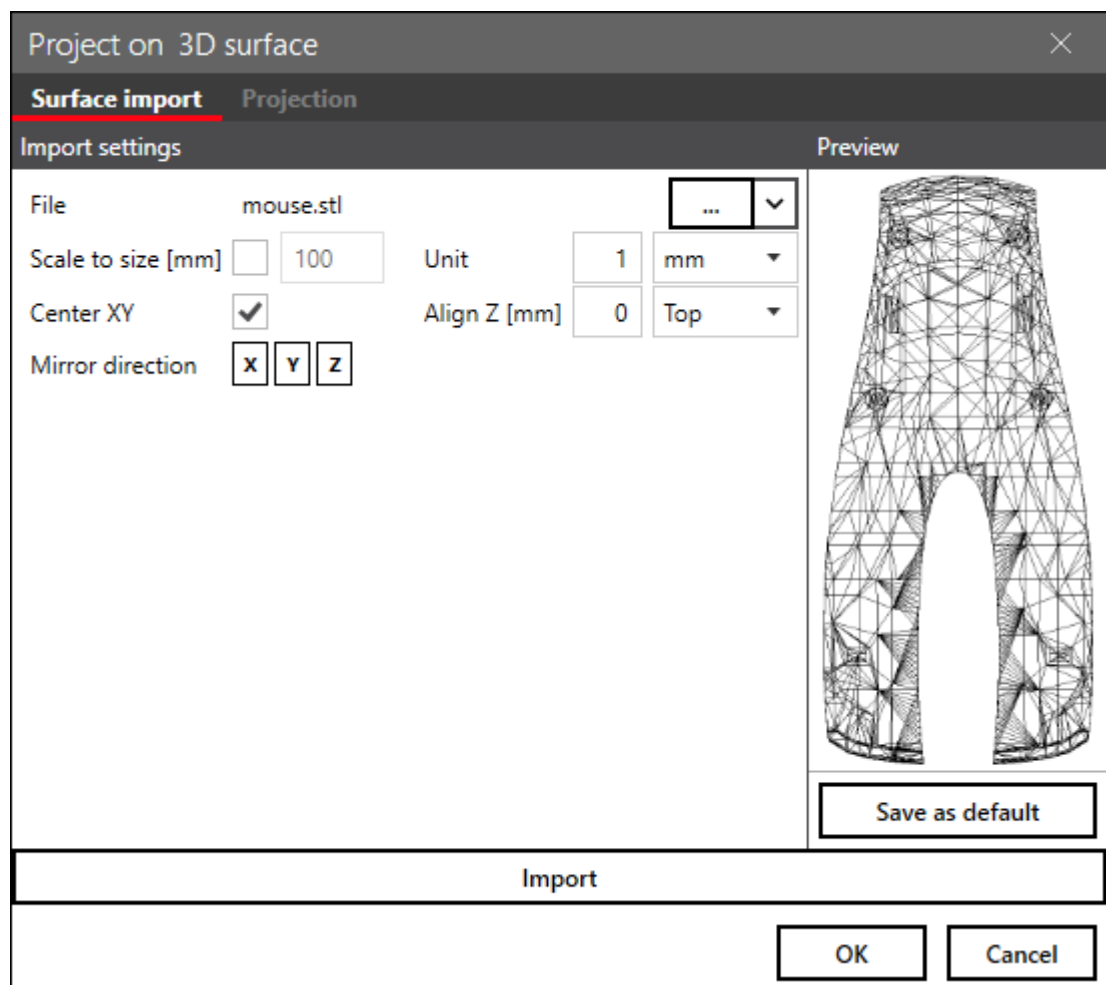 Project on 3D surface
Surface import Projection
Import settings Preview
File mouse.stl ...
Scale to size [mm] 100 Unit 1 mm
Center XY Align Z [mm] 0 Top
Mirror direction X Y Z
Save as default
Import
OK Cancel